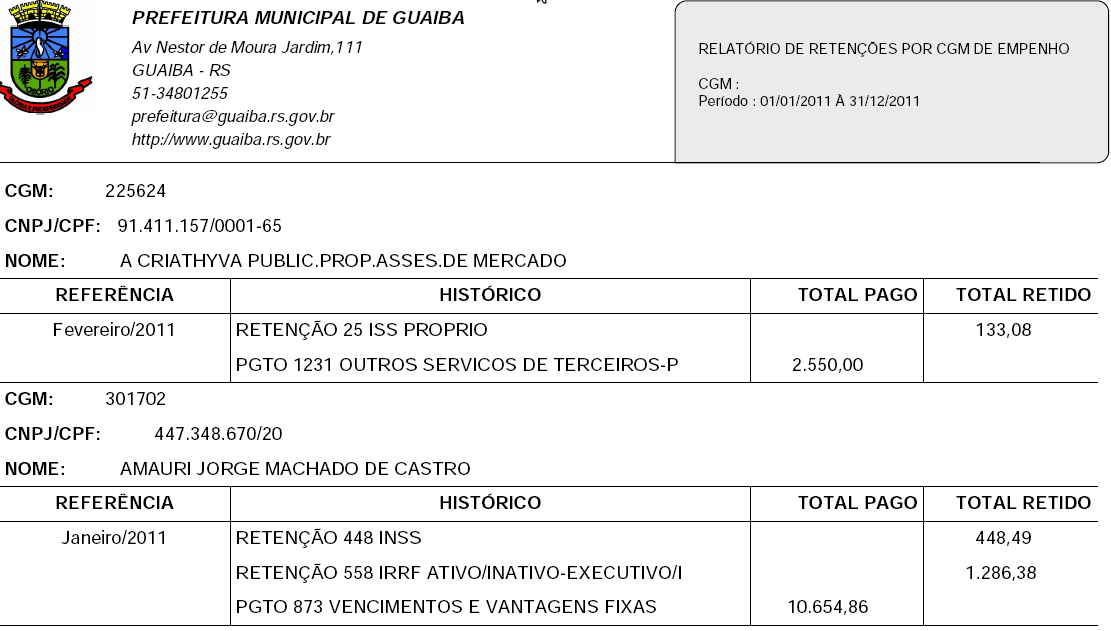 PREFEITURA MUNICIPAL DE GUAIBA
Av Nestor de Moura Jardim,111
GUAIBA - RS
51-34801255
prefeitura@guaiba.rs.gov.br
http://www.guaiba.rs.gov.br
OSÓRIO
RELATÓRIO DE RETENÇÕES POR CGM DE EMPENHO
CGM :
Período : 01/01/2011 À 31/12/2011
CGM: 225624
CNPJ/CPF: 91.411.157/0001-65
NOME: A CRIATHYVA PUBLIC.PROP.ASSES.DE MERCADO
REFERÊNCIA HISTÓRICO TOTAL PAGO TOTAL RETIDO
Fevereiro/2011 RETENÇÃO 25 ISS PROPRIO 133,08
PGTO 1231 OUTROS SERVICOS DE TERCEIROS-P 2.550,00
CGM: 301702
CNPJ/CPF: 447.348.670/20
NOME: AMAURI JORGE MACHADO DE CASTRO
REFERÊNCIA HISTÓRICO TOTAL PAGO TOTAL RETIDO
Janeiro/2011 RETENÇÃO 448 INSS 448,49
RETENÇÃO 558 IRRF ATIVO/INATIVO-EXECUTIVO/I 1.286,38
PGTO 873 VENCIMENTOS E VANTAGENS FIXAS 10.654,86